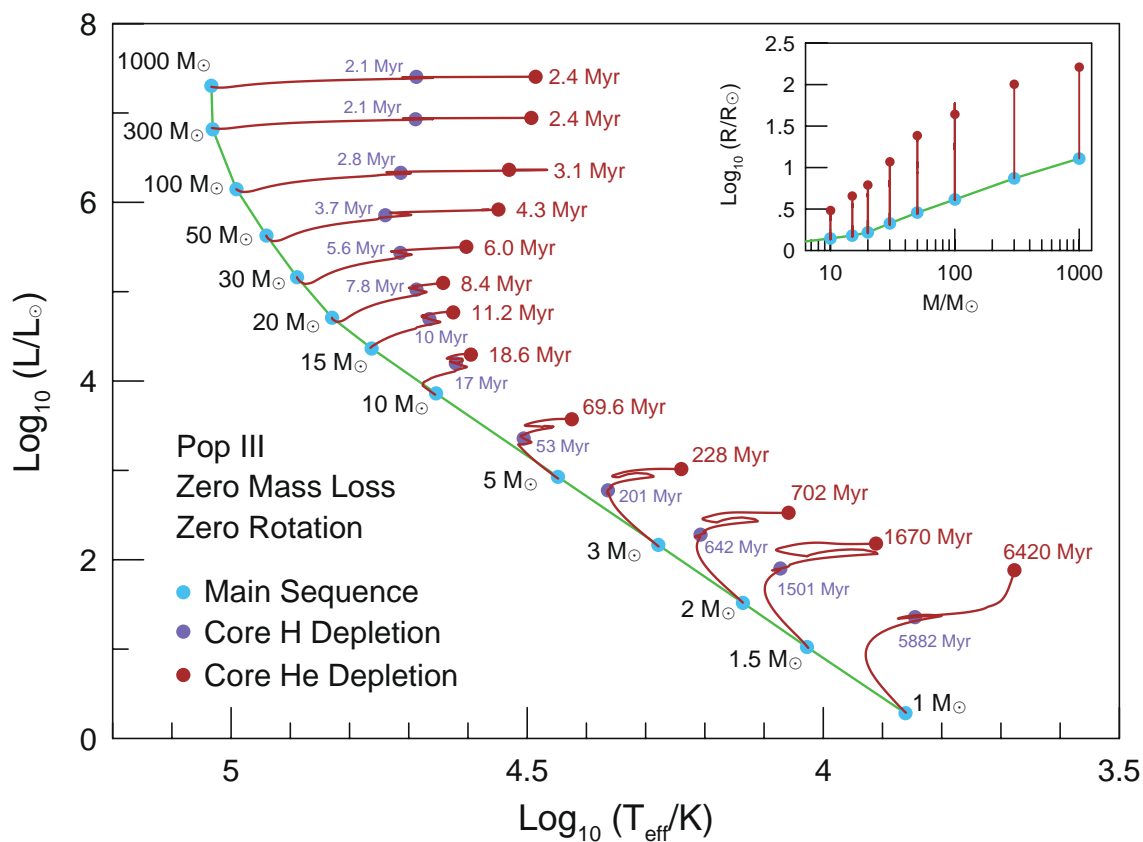 8
6
4
2
0
Log₁₀ (L/L☉)
5
4.5
4
3.5
Log₁₀ (Teff/K)
1000 M☉
2.1 Myr
2.4 Myr
300 M☉
2.1 Myr
2.4 Myr
100 M☉
2.8 Myr
3.1 Myr
50 M☉
3.7 Myr
4.3 Myr
30 M☉
5.6 Myr
6.0 Myr
20 M☉
7.8 Myr
8.4 Myr
15 M☉
10 Myr
11.2 Myr
10 M☉
17 Myr
18.6 Myr
5 M☉
53 Myr
69.6 Myr
3 M☉
201 Myr
228 Myr
2 M☉
642 Myr
702 Myr
1.5 M☉
1501 Myr
1670 Myr
1 M☉
5882 Myr
6420 Myr
Pop III
Zero Mass Loss
Zero Rotation
Main Sequence
Core H Depletion
Core He Depletion
2.5
2
1.5
1
.5
0
Log₁₀ (R/R☉)
10
100
1000
M/M☉